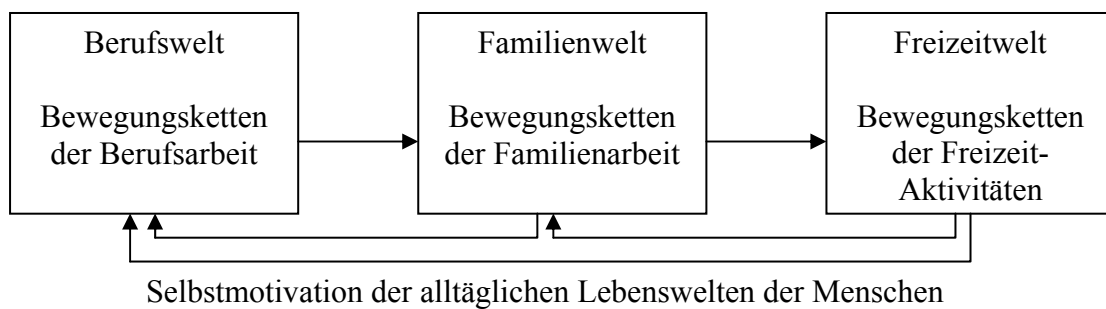 Berufswelt
Bewegungsketten
der Berufsarbeit
Familienwelt
Bewegungsketten
der Familienarbeit
Freizeitwelt
Bewegungsketten
der Freizeit-
Aktivitäten
Selbstmotivation der alltäglichen Lebenswelten der Menschen